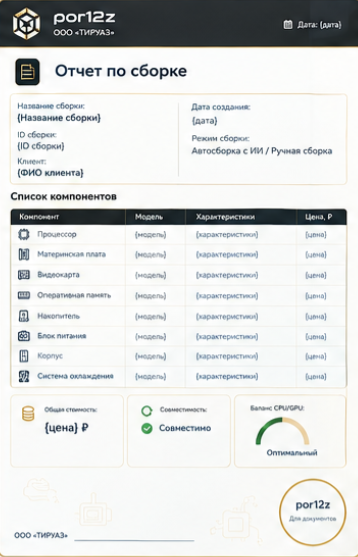 por12z
ООО «ТИРУАЗ»
Дата: {дата}
Отчет по сборке
Название сборки:
{Название сборки}
ID сборки:
{ID сборки}
Клиент:
{ФИО клиента}
Дата создания:
{дата}
Режим сборки:
Автосборка с ИИ / Ручная сборка
Список компонентов
Компонент Модель Характеристики Цена, ₽
Процессор {модель} {характеристики} {цена}
Материнская плата {модель} {характеристики} {цена}
Видеокарта {модель} {характеристики} {цена}
Оперативная память {модель} {характеристики} {цена}
Накопитель {модель} {характеристики} {цена}
Блок питания {модель} {характеристики} {цена}
Корпус {модель} {характеристики} {цена}
Система охлаждения {модель} {характеристики} {цена}
Общая стоимость:
{цена} ₽
Совместимость:
Совместимо
Баланс CPU/GPU:
Оптимальный
por12z
Для документов
ООО «ТИРУАЗ»